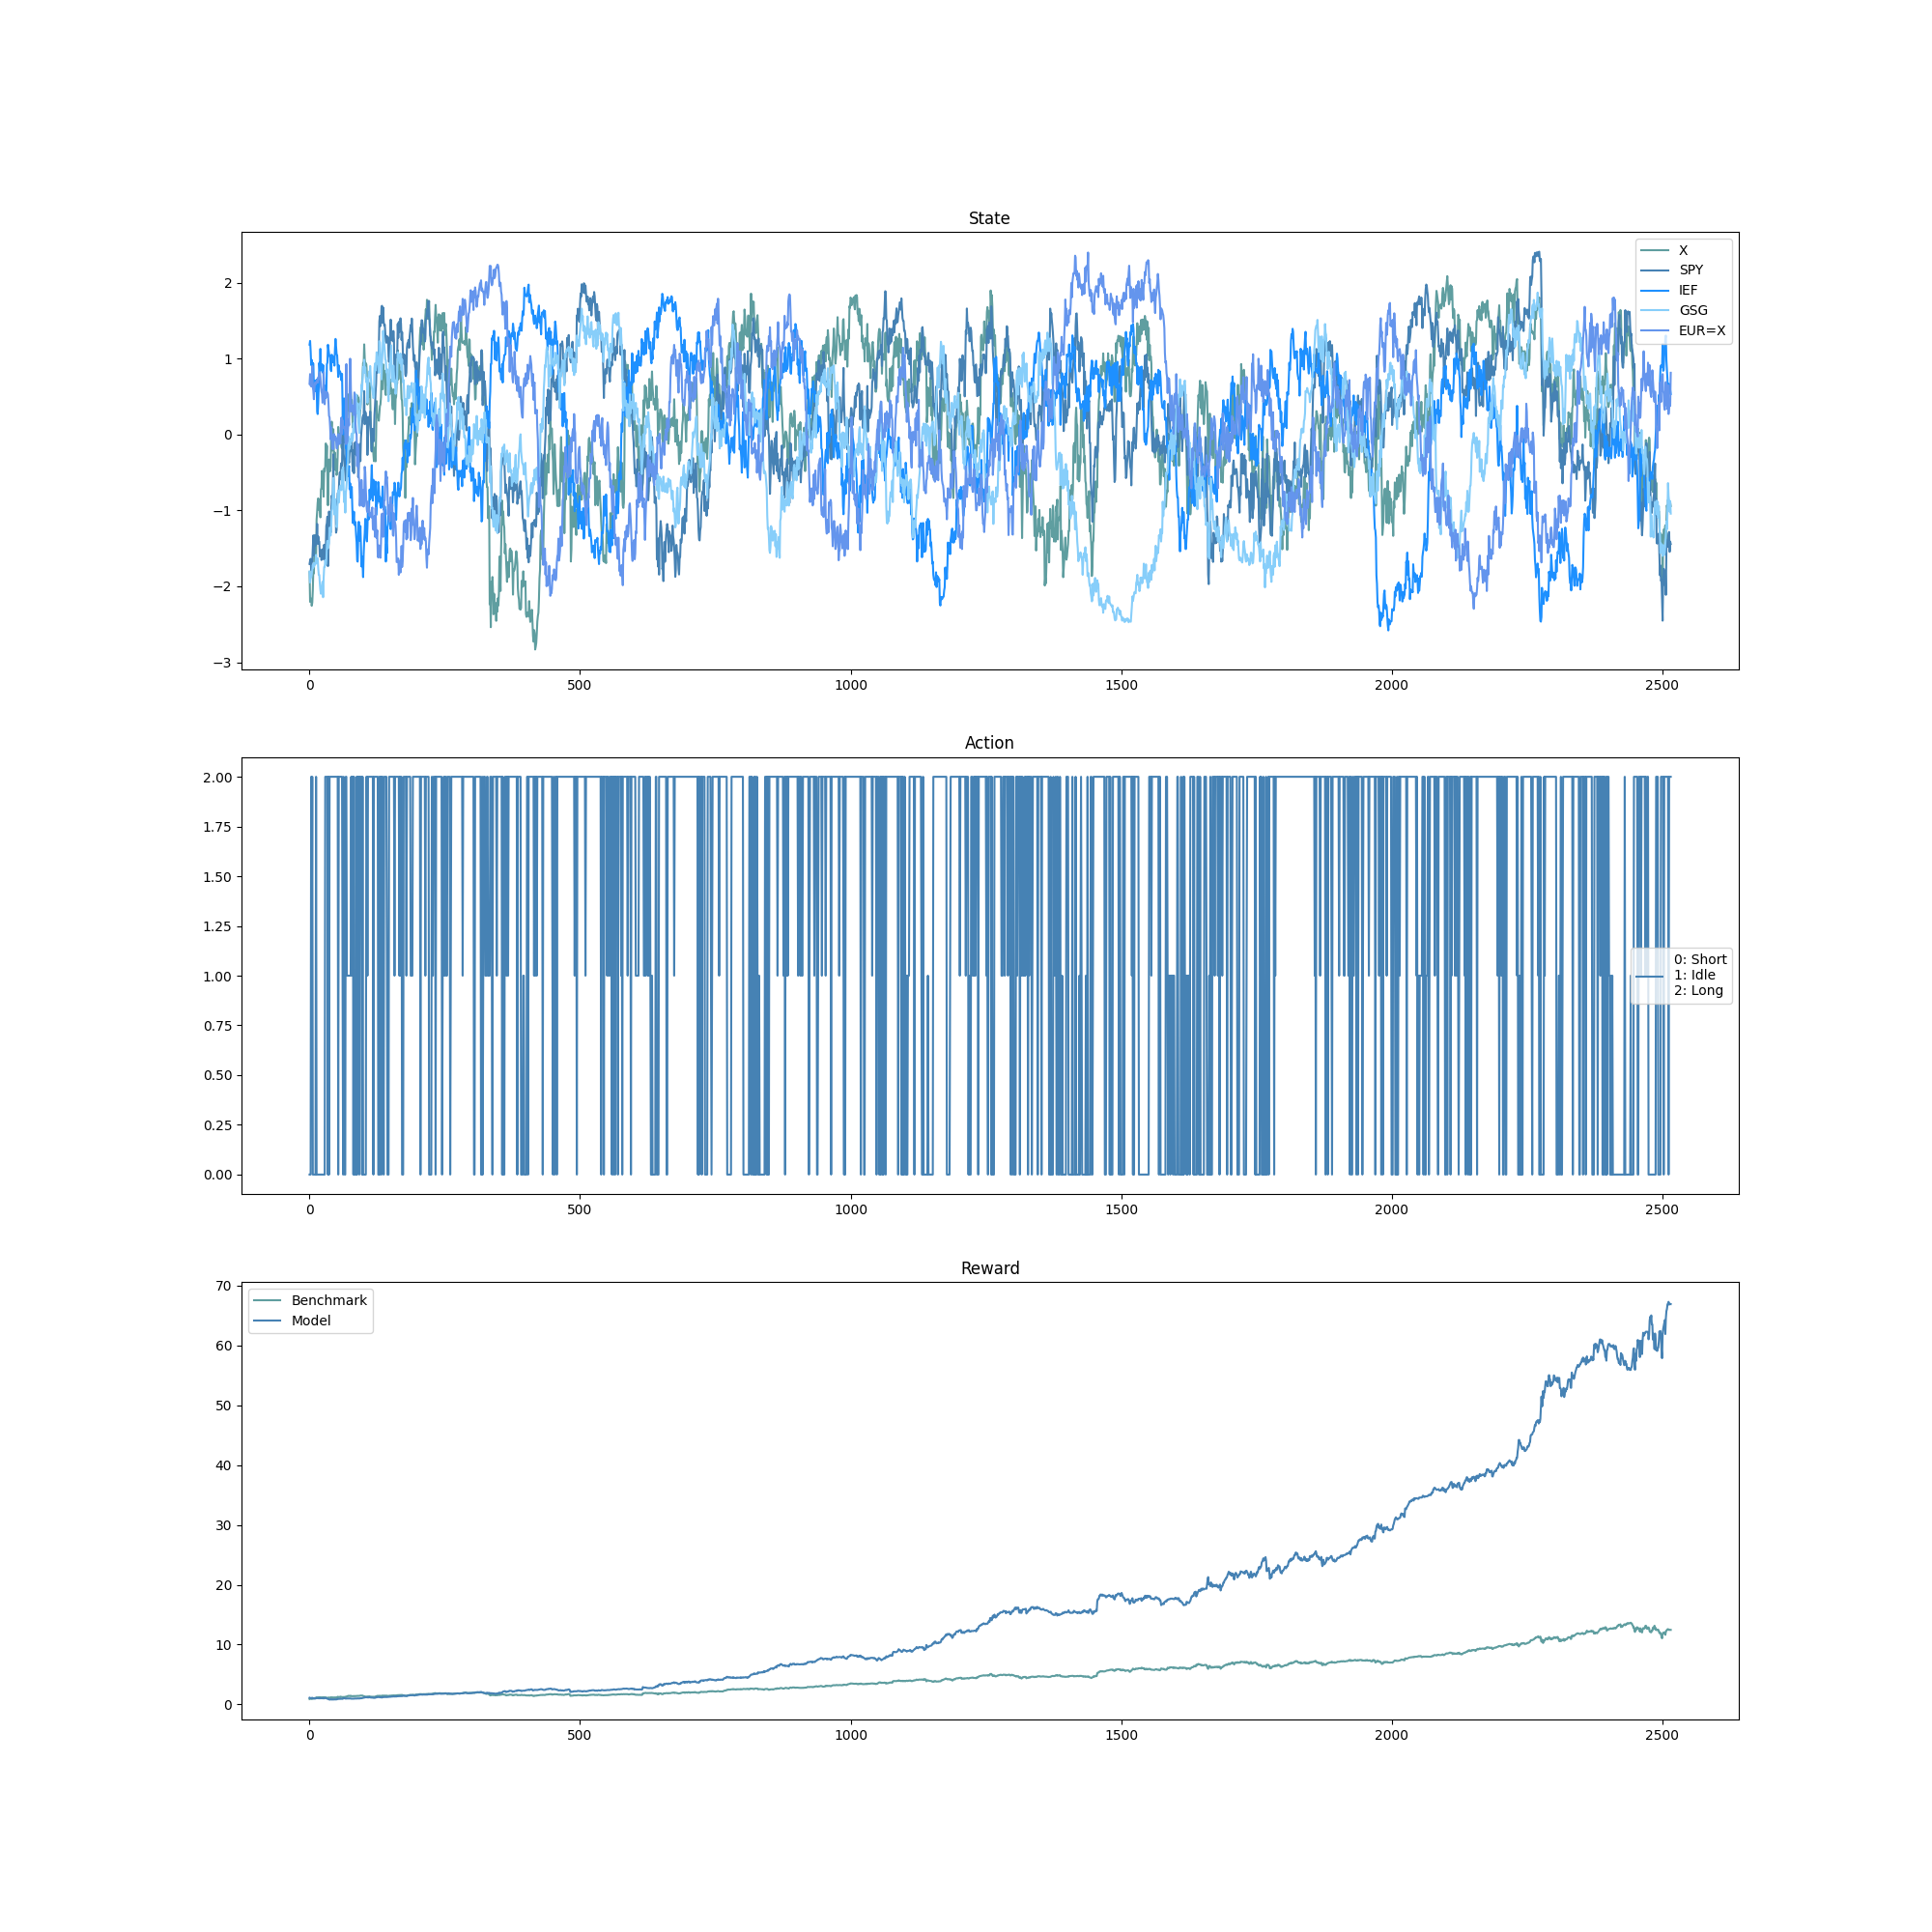 State
2
1
0
−1
−2
−3
X
SPY
IEF
GSG
EUR=X
0 500 1000 1500 2000 2500
Action
2.00
1.75
1.50
1.25
1.00
0.75
0.50
0.25
0.00
0: Short
1: Idle
2: Long
0 500 1000 1500 2000 2500
Reward
70
60
50
40
30
20
10
0
Benchmark
Model
0 500 1000 1500 2000 2500